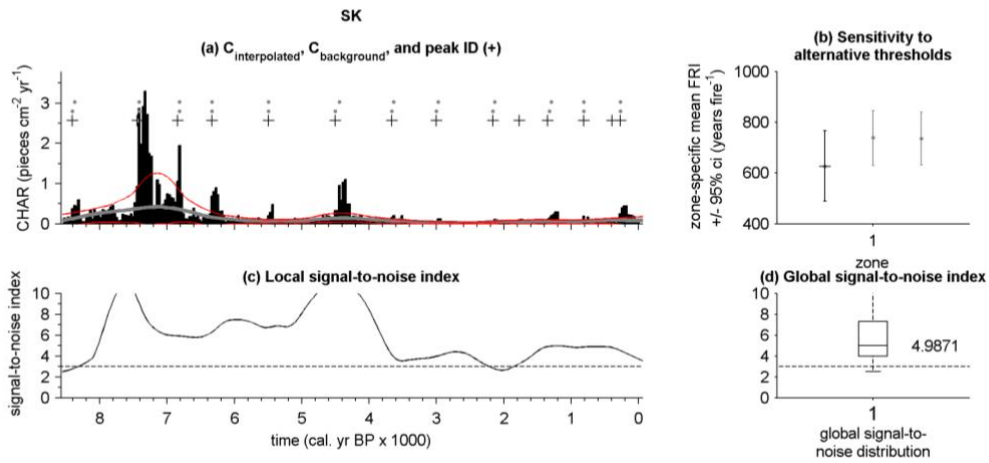 SK
(a) C_interpolated, C_background, and peak ID (+)
CHAR (pieces cm⁻² yr⁻¹)
3
2
1
0
(b) Sensitivity to
alternative thresholds
zone-specific mean FRI
+/- 95% ci (years fire⁻¹)
1000
800
600
400
1
zone
(c) Local signal-to-noise index
signal-to-noise index
10
8
6
4
2
0
8 7 6 5 4 3 2 1 0
time (cal. yr BP x 1000)
(d) Global signal-to-noise index
10
8
6
4
2
0
4.9871
1
global signal-to-
noise distribution